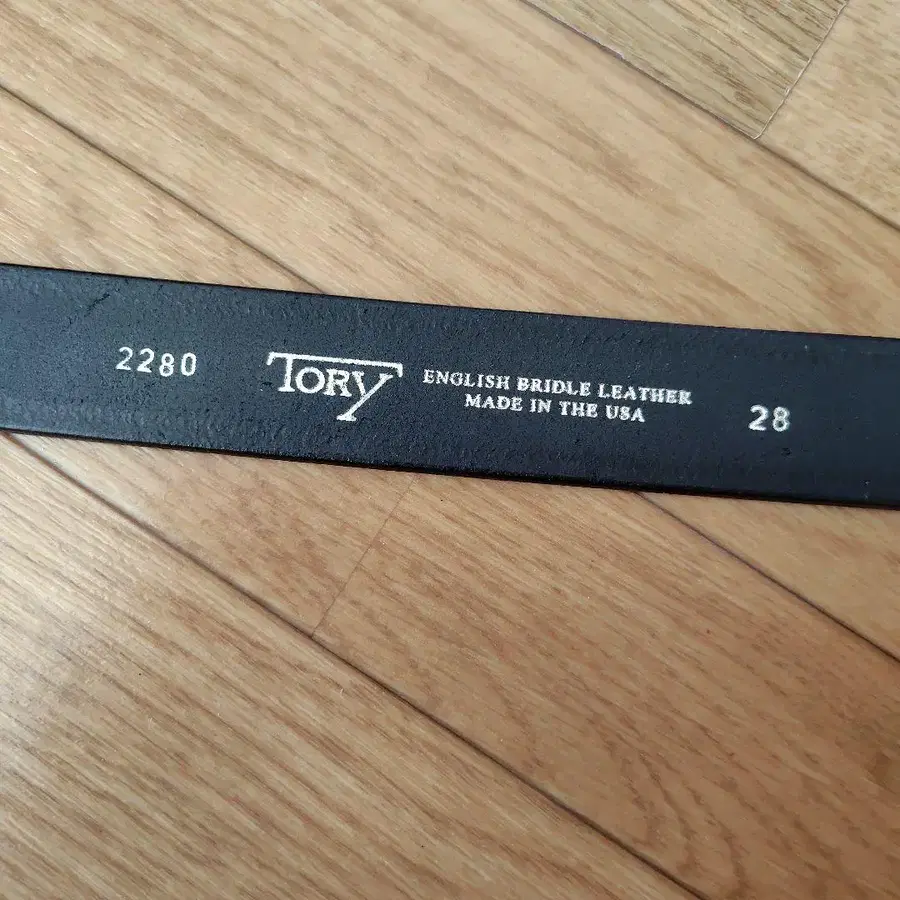 2280
TORY
ENGLISH BRIDLE LEATHER
MADE IN THE USA
28